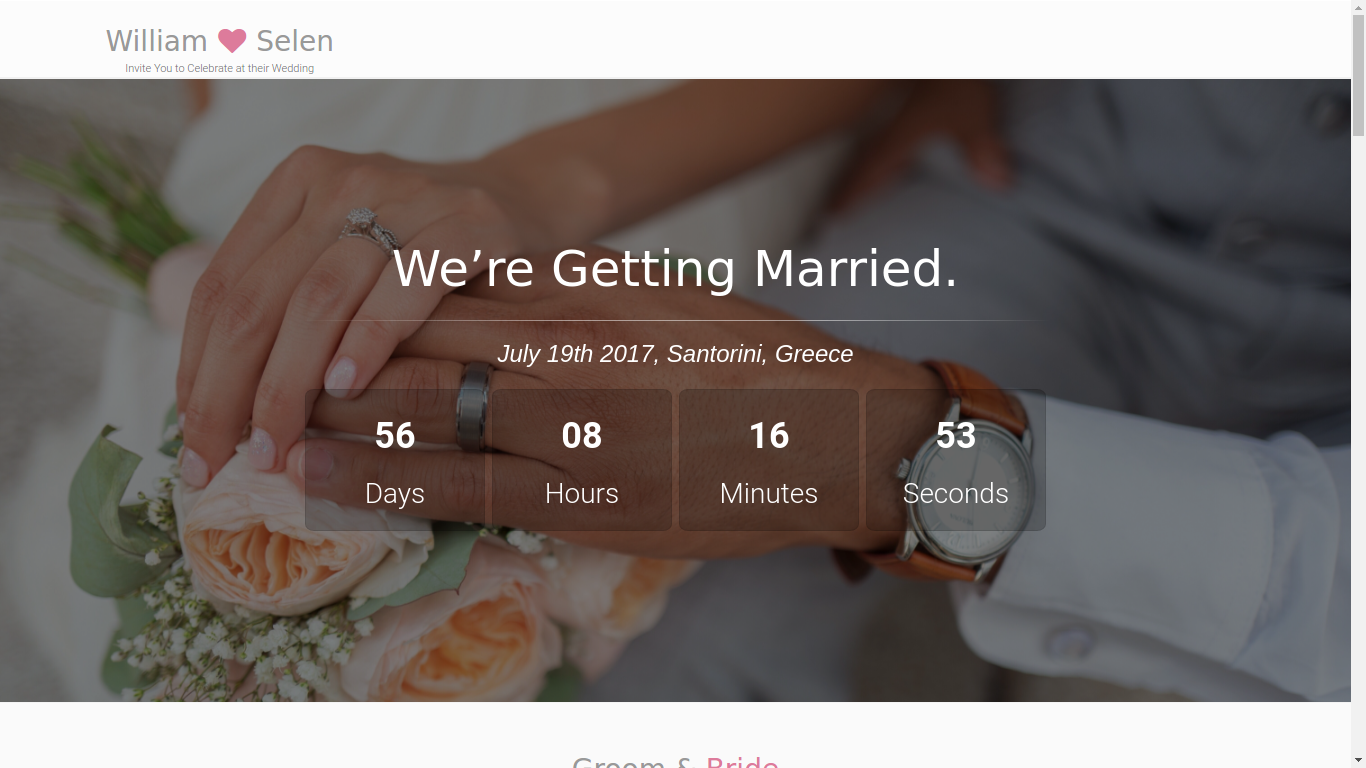 William Selen
Invite You to Celebrate at their Wedding
We’re Getting Married.
July 19th 2017, Santorini, Greece
56 08 16 53
Days Hours Minutes Seconds
Groom & Bride